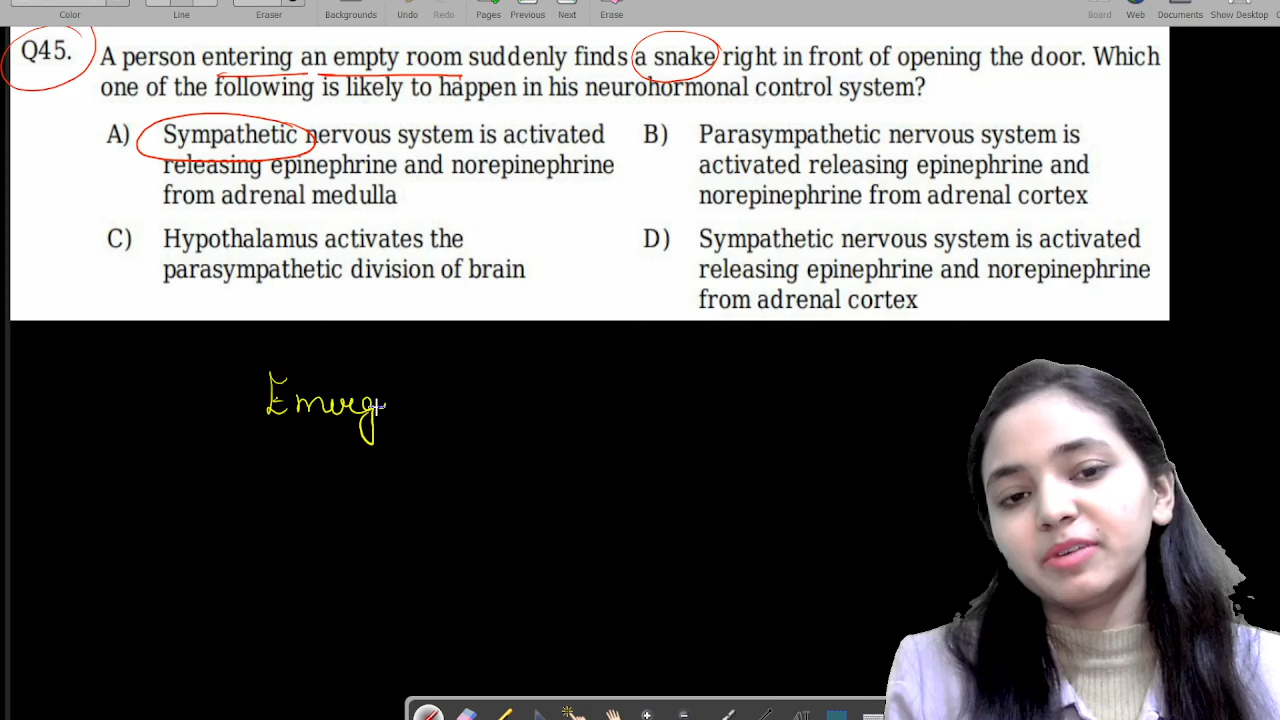 Color
Line
Eraser
Backgrounds
Undo
Redo
Pages
Previous
Next
Erase
Board
Web
Documents
Show Desktop
Q45. A person entering an empty room suddenly finds a snake right in front of opening the door. Which
one of the following is likely to happen in his neurohormonal control system?
A) Sympathetic nervous system is activated
releasing epinephrine and norepinephrine
from adrenal medulla
B) Parasympathetic nervous system is
activated releasing epinephrine and
norepinephrine from adrenal cortex
C) Hypothalamus activates the
parasympathetic division of brain
D) Sympathetic nervous system is activated
releasing epinephrine and norepinephrine
from adrenal cortex
Emerg